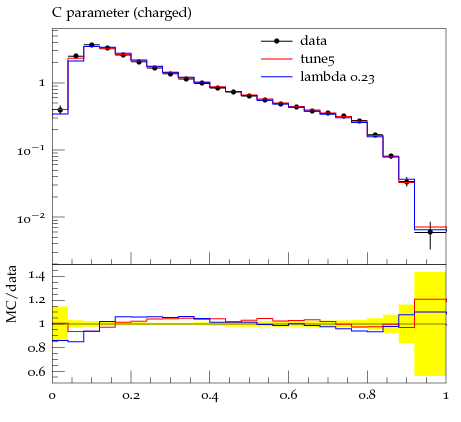 C parameter (charged)
data
tune5
lambda 0.23
1
10⁻¹
10⁻²
MC/data
1.4
1.2
1
0.8
0.6
0 0.2 0.4 0.6 0.8 1